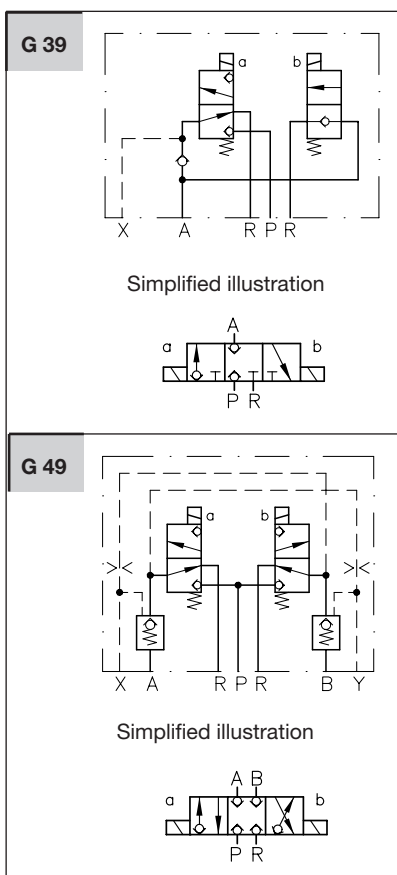 G 39
a b
X A R P R
Simplified illustration
A
a b
P R
G 49
a b
X A R P R B Y
Simplified illustration
A B
a b
P R